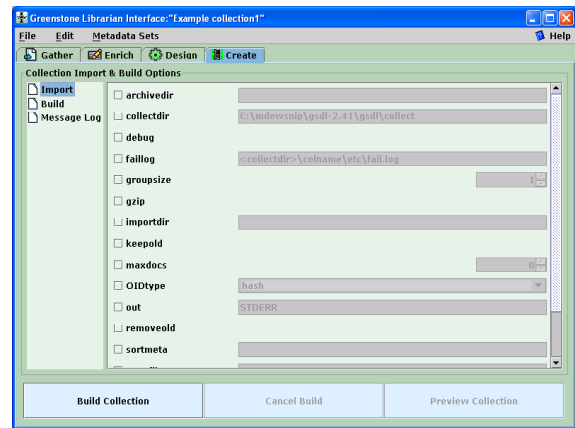 Greenstone Librarian Interface:"Example collection1"
File Edit Metadata Sets Help
Gather Enrich Design Create
Collection Import & Build Options
Import
Build
Message Log
archivedir
collectdir C:\mdewsnip\gsdl-2.41\gsdl\collect
debug
faillog <collectdir>\colname\etc\fail.log
groupsize 1
gzip
importdir
keepold
maxdocs 0
OIDtype hash
out STDERR
removeold
sortmeta
Build Collection Cancel Build Preview Collection